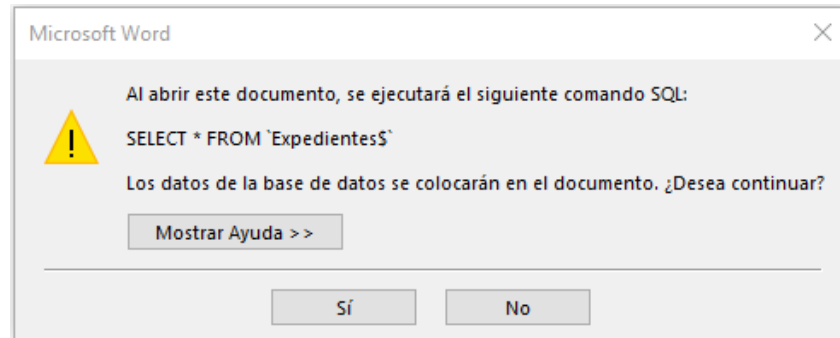 Microsoft Word
Al abrir este documento, se ejecutará el siguiente comando SQL:
SELECT * FROM `Expedientes$`
Los datos de la base de datos se colocarán en el documento. ¿Desea continuar?
Mostrar Ayuda >>
Sí
No